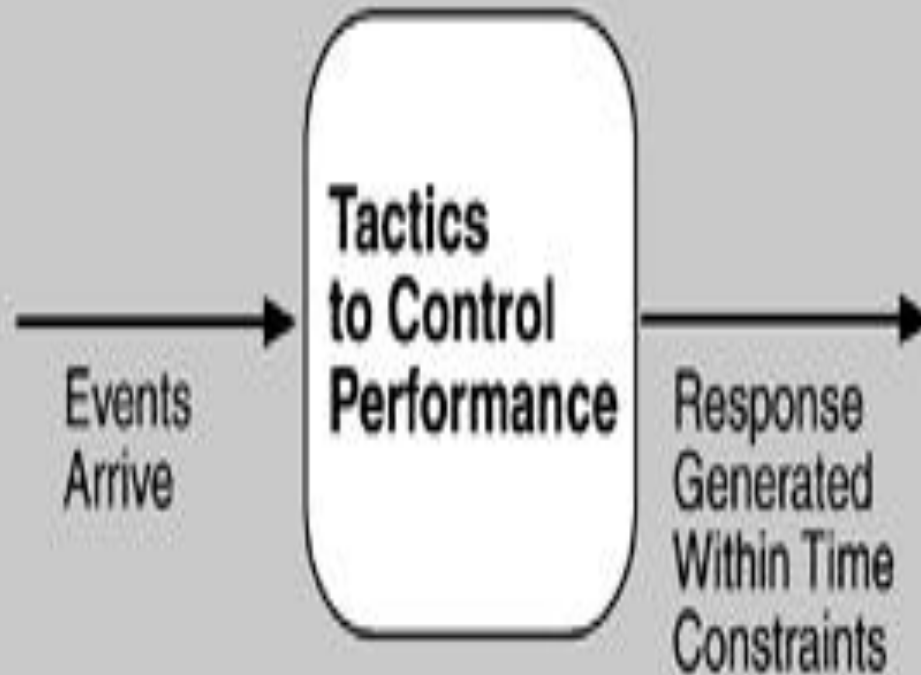 Events
Arrive
Tactics
to Control
Performance
Response
Generated
Within Time
Constraints